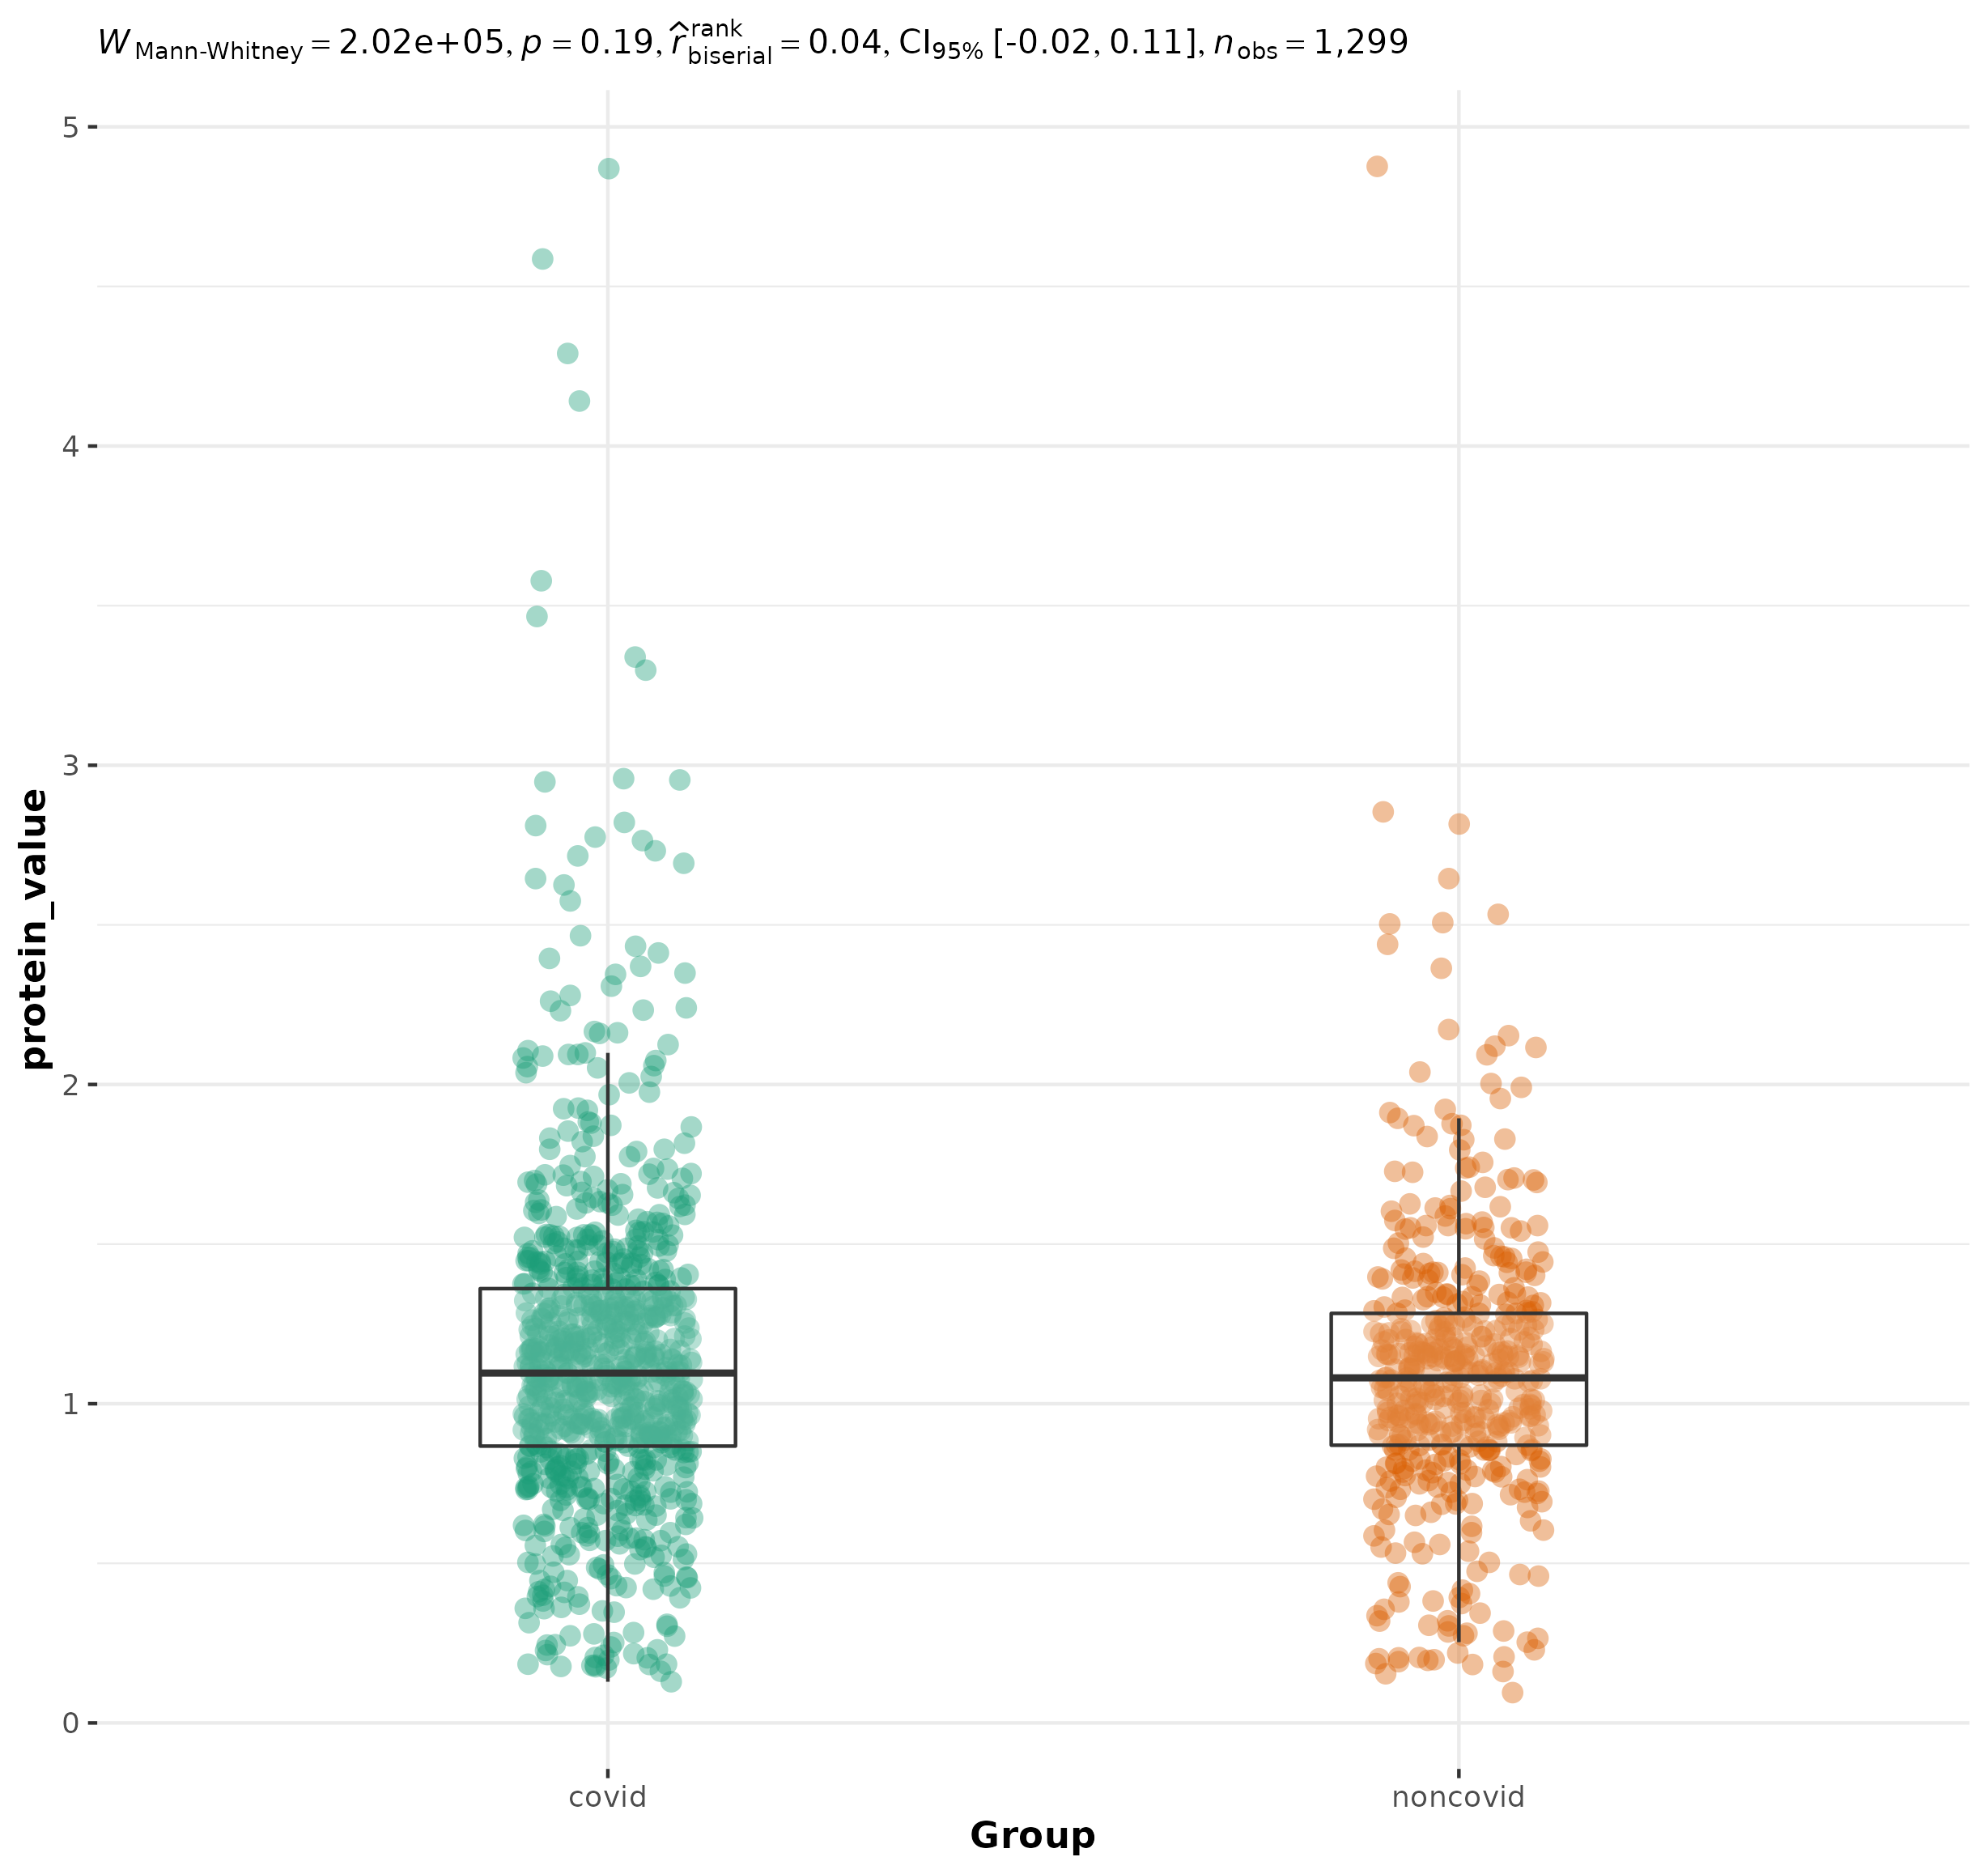 W Mann-Whitney = 2.02e+05, p = 0.19, r̂ rank biserial = 0.04, CI95% [-0.02, 0.11], nobs = 1,299
5
4
3
2
1
0
protein_value
covid noncovid
Group